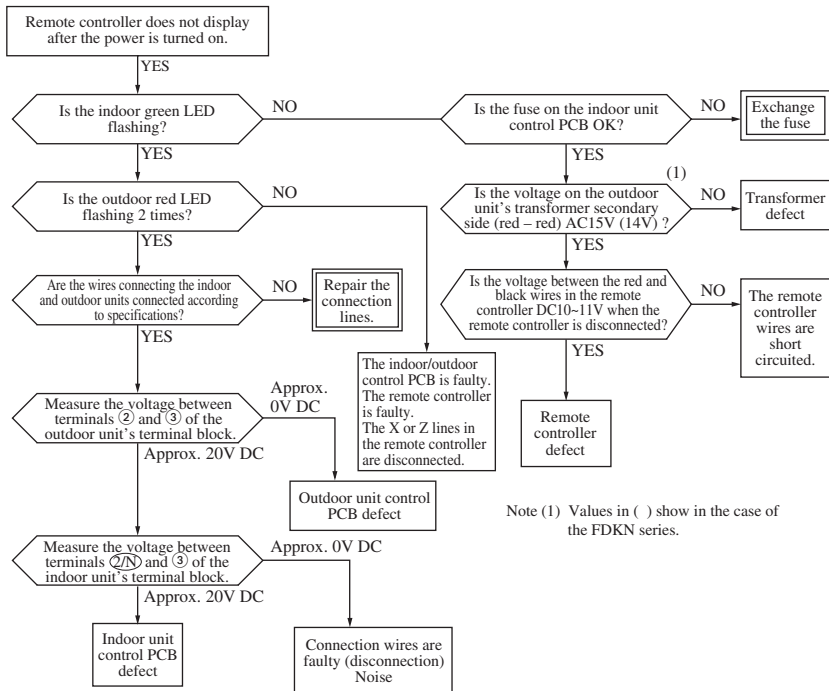 Remote controller does not display
after the power is turned on.
YES
Is the indoor green LED
flashing?
NO
YES
Is the outdoor red LED
flashing 2 times?
NO
YES
Are the wires connecting the indoor
and outdoor units connected according
to specifications?
NO
Repair the
connection
lines.
YES
Measure the voltage between
terminals ② and ③ of the
outdoor unit's terminal block.
Approx.
0V DC
Approx. 20V DC
Measure the voltage between
terminals 2/N and ③ of the
indoor unit's terminal block.
Approx. 0V DC
Approx. 20V DC
Indoor unit
control PCB
defect
Connection wires are
faulty (disconnection)
Noise
Outdoor unit control
PCB defect
The indoor/outdoor
control PCB is faulty.
The remote controller
is faulty.
The X or Z lines in
the remote controller
are disconnected.
Is the fuse on the indoor unit
control PCB OK?
NO
Exchange
the fuse
YES
(1)
Is the voltage on the outdoor
unit's transformer secondary
side (red – red) AC15V (14V) ?
NO
Transformer
defect
YES
Is the voltage between the red and
black wires in the remote
controller DC10~11V when the
remote controller is disconnected?
NO
The remote
controller
wires are
short
circuited.
YES
Remote
controller
defect
Note (1) Values in ( ) show in the case of
the FDKN series.